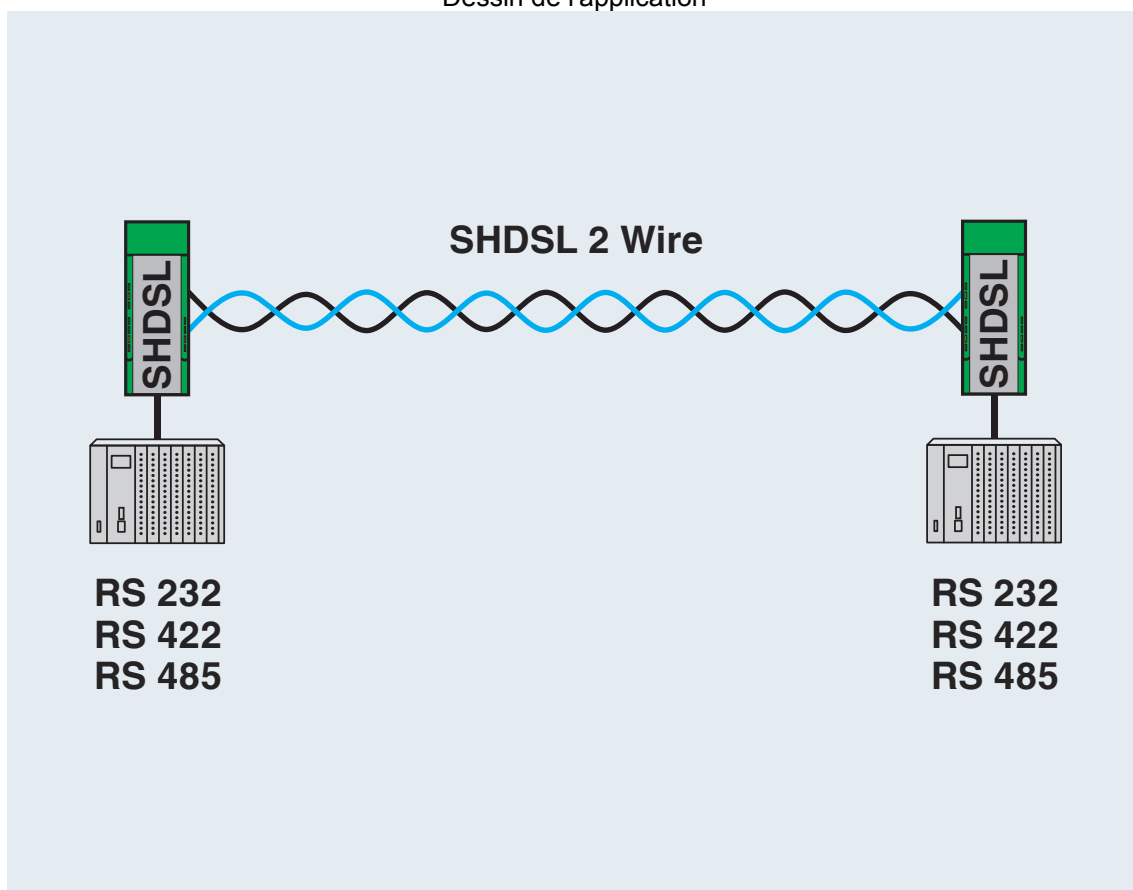 Dessin de l'application
SHDSL 2 Wire
SHDSL
SHDSL
RS 232
RS 422
RS 485
RS 232
RS 422
RS 485